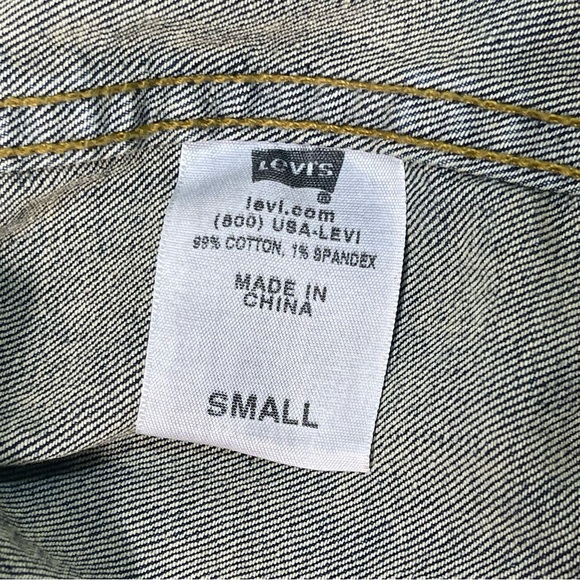 Levi's
®
levi.com
(800) USA-LEVI
99% COTTON, 1% SPANDEX
MADE IN
CHINA
SMALL